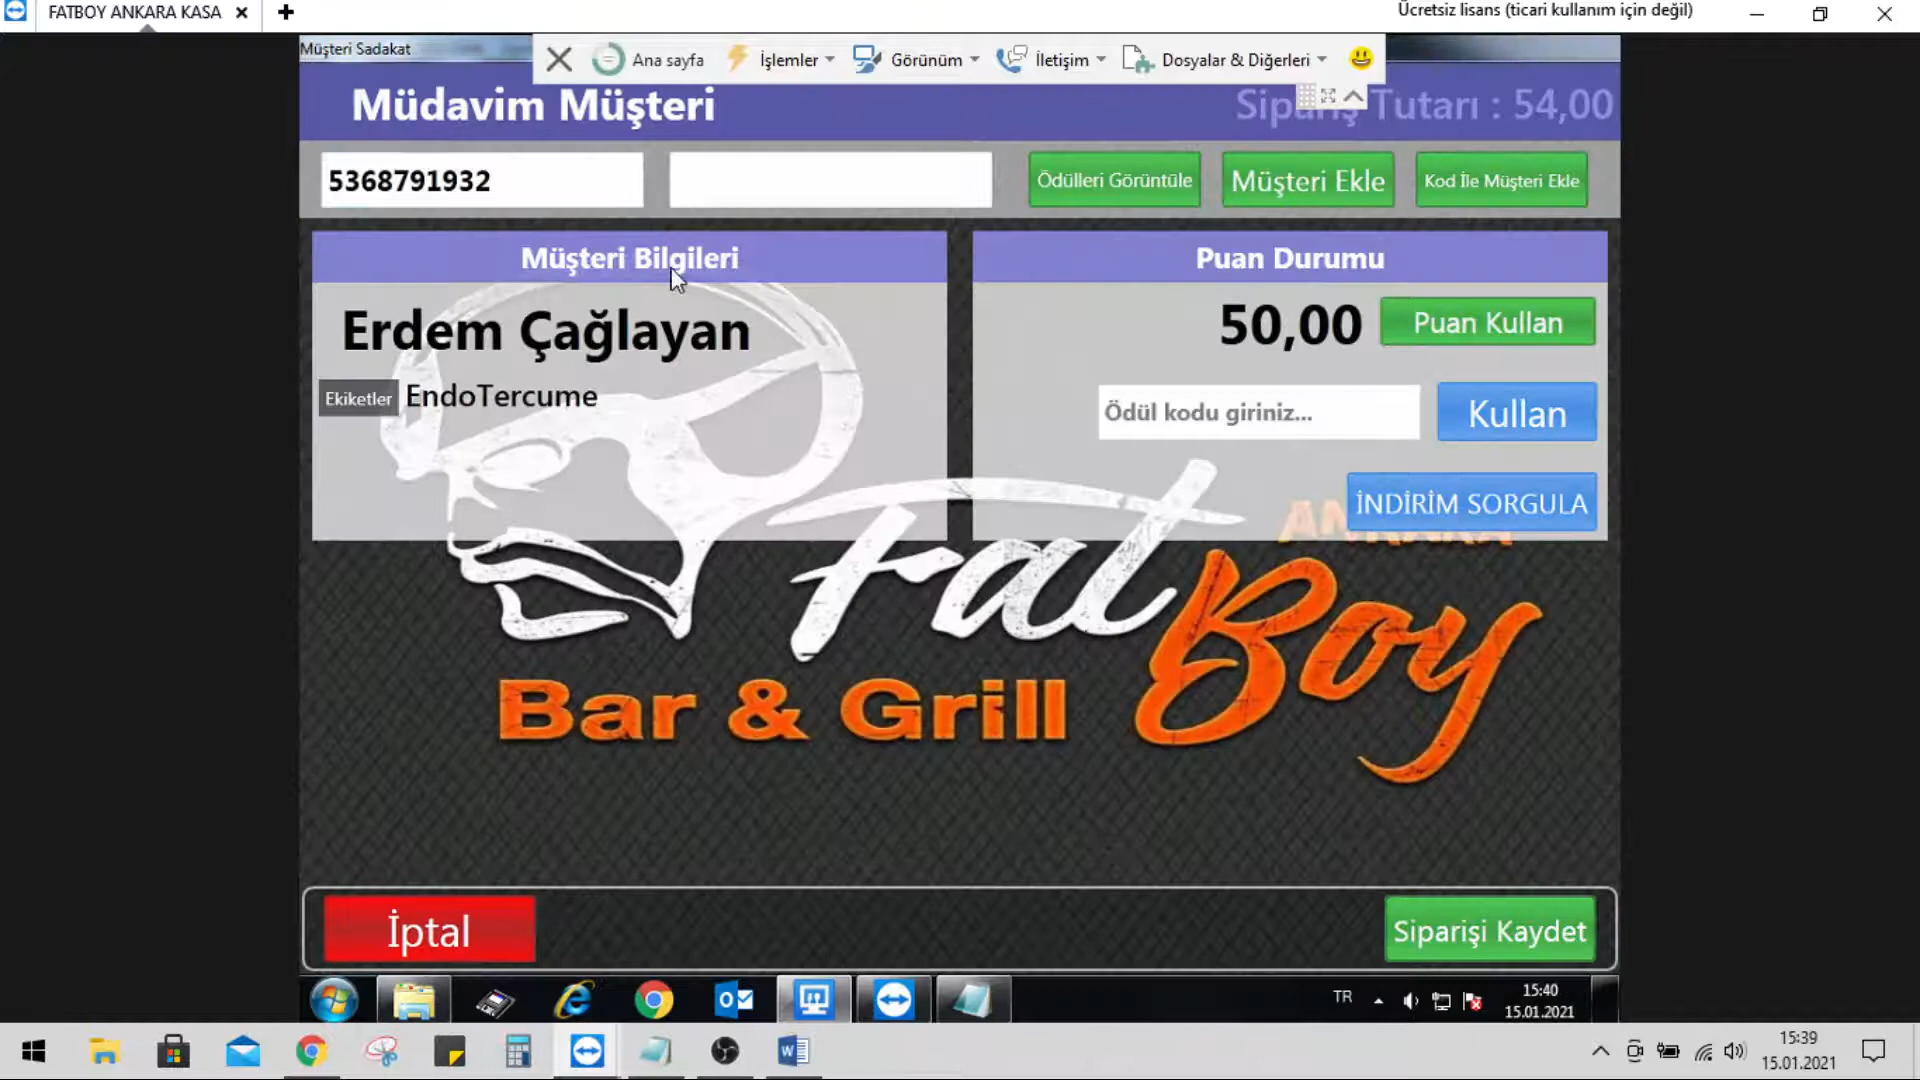 FATBOY ANKARA KASA
Ücretsiz lisans (ticari kullanım için değil)
Müşteri Sadakat
Ana sayfa
İşlemler
Görünüm
İletişim
Dosyalar & Diğerleri
Müdavim Müşteri
Sipariş Tutarı : 54,00
5368791932
Ödülleri Görüntüle
Müşteri Ekle
Kod İle Müşteri Ekle
Müşteri Bilgileri
Puan Durumu
Erdem Çağlayan
50,00
Puan Kullan
Ekiketler
EndoTercume
Ödül kodu giriniz...
Kullan
İNDİRİM SORGULA
ANKARA
Fat Boy
Bar & Grill
İptal
Siparişi Kaydet
TR
15:40
15.01.2021
15:39
15.01.2021